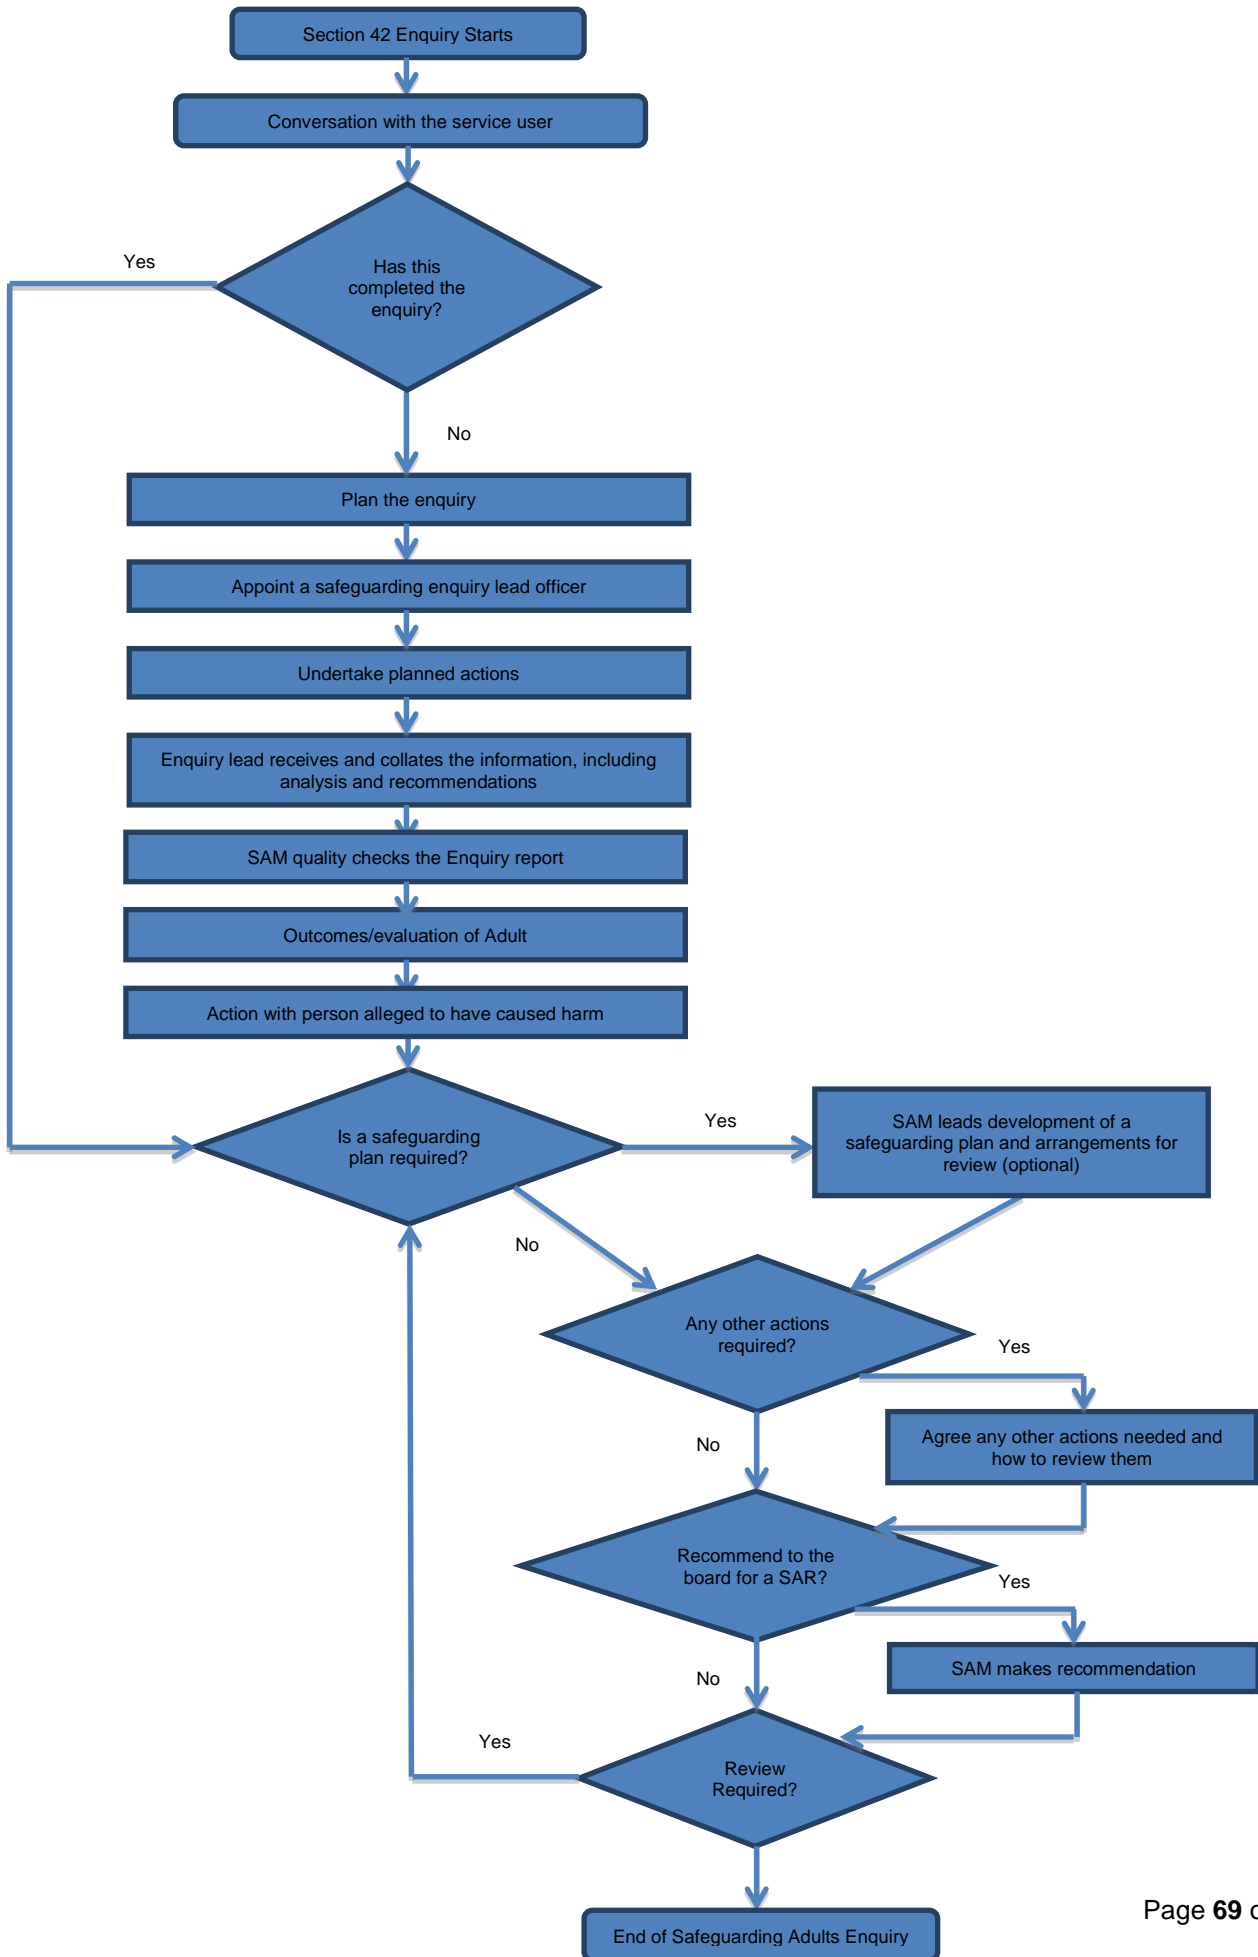 Section 42 Enquiry Starts
Conversation with the service user
Has this
completed the
enquiry?
Yes
No
Plan the enquiry
Appoint a safeguarding enquiry lead officer
Undertake planned actions
Enquiry lead receives and collates the information, including
analysis and recommendations
SAM quality checks the Enquiry report
Outcomes/evaluation of Adult
Action with person alleged to have caused harm
Is a safeguarding
plan required?
Yes
SAM leads development of a
safeguarding plan and arrangements for
review (optional)
No
Any other actions
required?
Yes
Agree any other actions needed and
how to review them
No
Recommend to the
board for a SAR?
Yes
SAM makes recommendation
No
Review
Required?
Yes
End of Safeguarding Adults Enquiry
Page 69